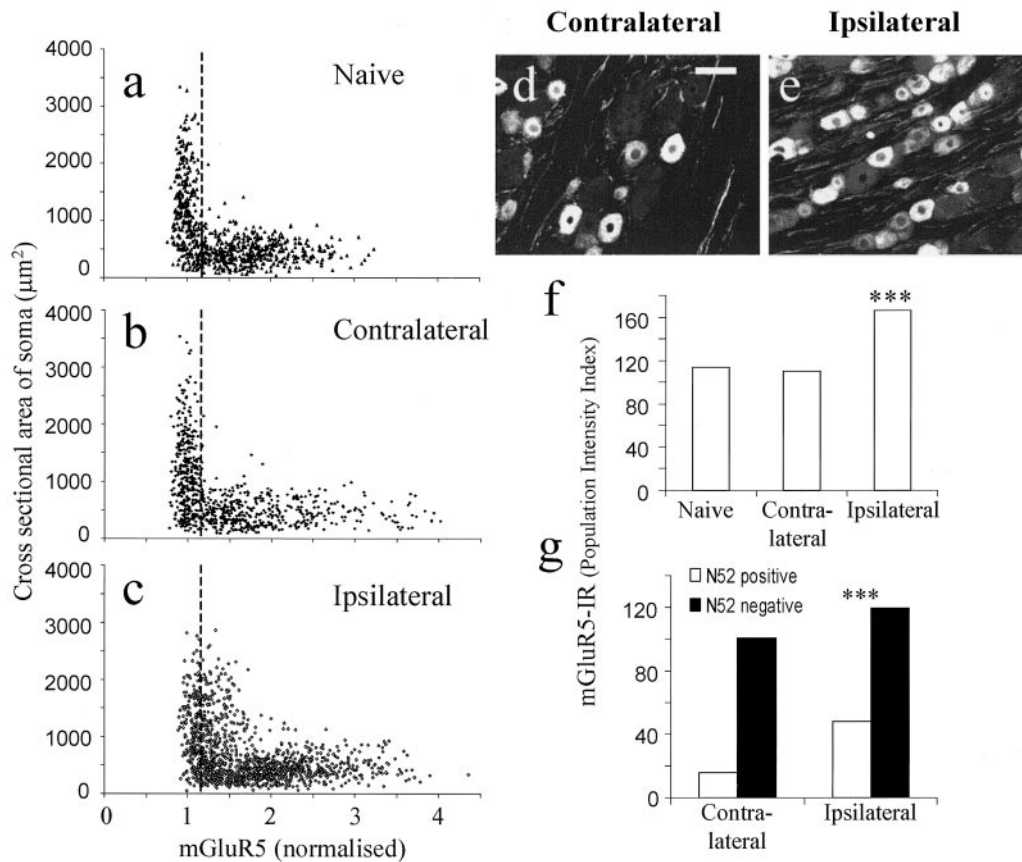 Contralateral
Ipsilateral
Cross sectional area of soma (µm²)
4000
3000
2000
1000
0
a
Naive
4000
3000
2000
1000
0
b
Contralateral
4000
3000
2000
1000
0
c
Ipsilateral
0 1 2 3 4
mGluR5 (normalised)
d
e
mGluR5-IR (Population Intensity Index)
f
160
120
80
40
0
***
Naive
Contra-
lateral
Ipsilateral
g
N52 positive
N52 negative
***
120
80
40
0
Contra-
lateral
Ipsilateral